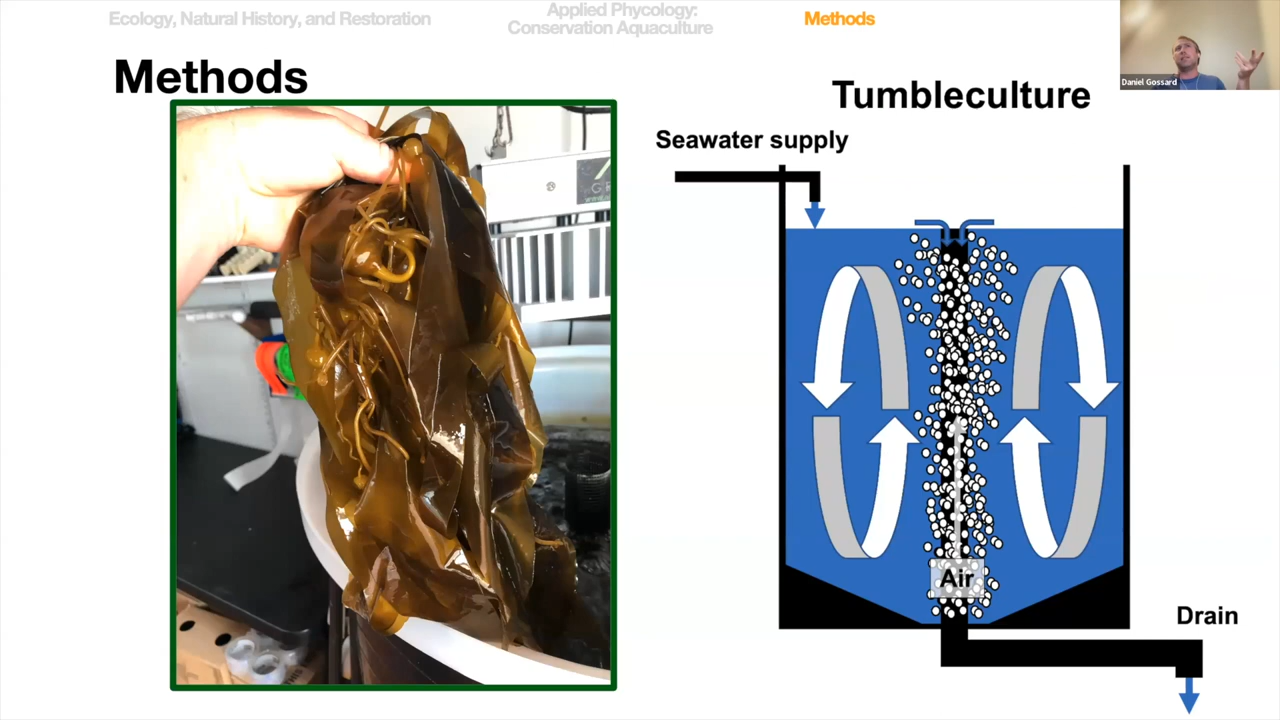 Ecology, Natural History, and Restoration
Applied Phycology:
Conservation Aquaculture
Methods
Daniel Gossard
Methods
Tumbleculture
Seawater supply
Air
Drain